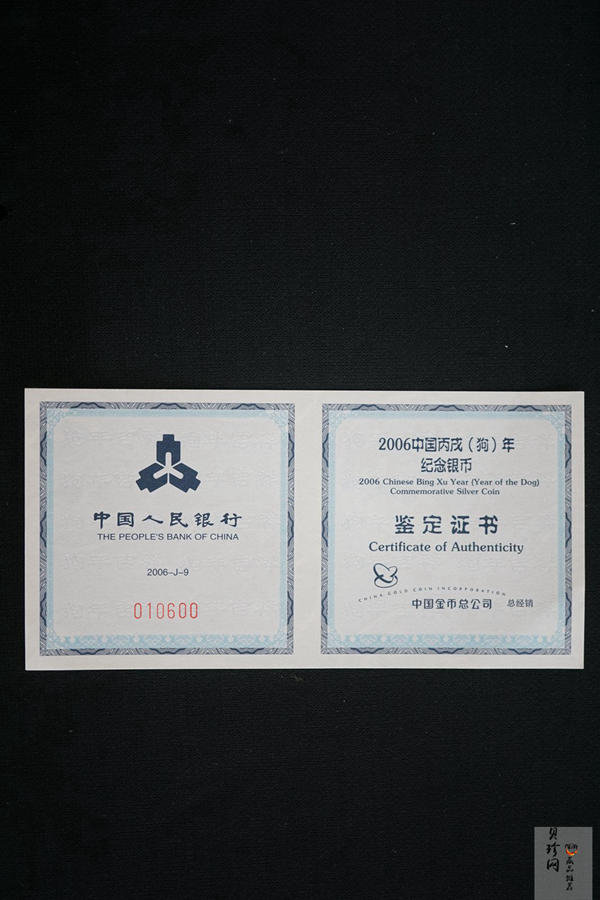 中国人民银行
THE PEOPLE'S BANK OF CHINA
2006-J-9
010600
2006中国丙戌(狗)年
纪念银币
2006 Chinese Bing Xu Year (Year of the Dog)
Commemorative Silver Coin
鉴定证书
Certificate of Authenticity
CHINA GOLD COIN INCORPORATION
中国金币总公司 总经销
贝珍网